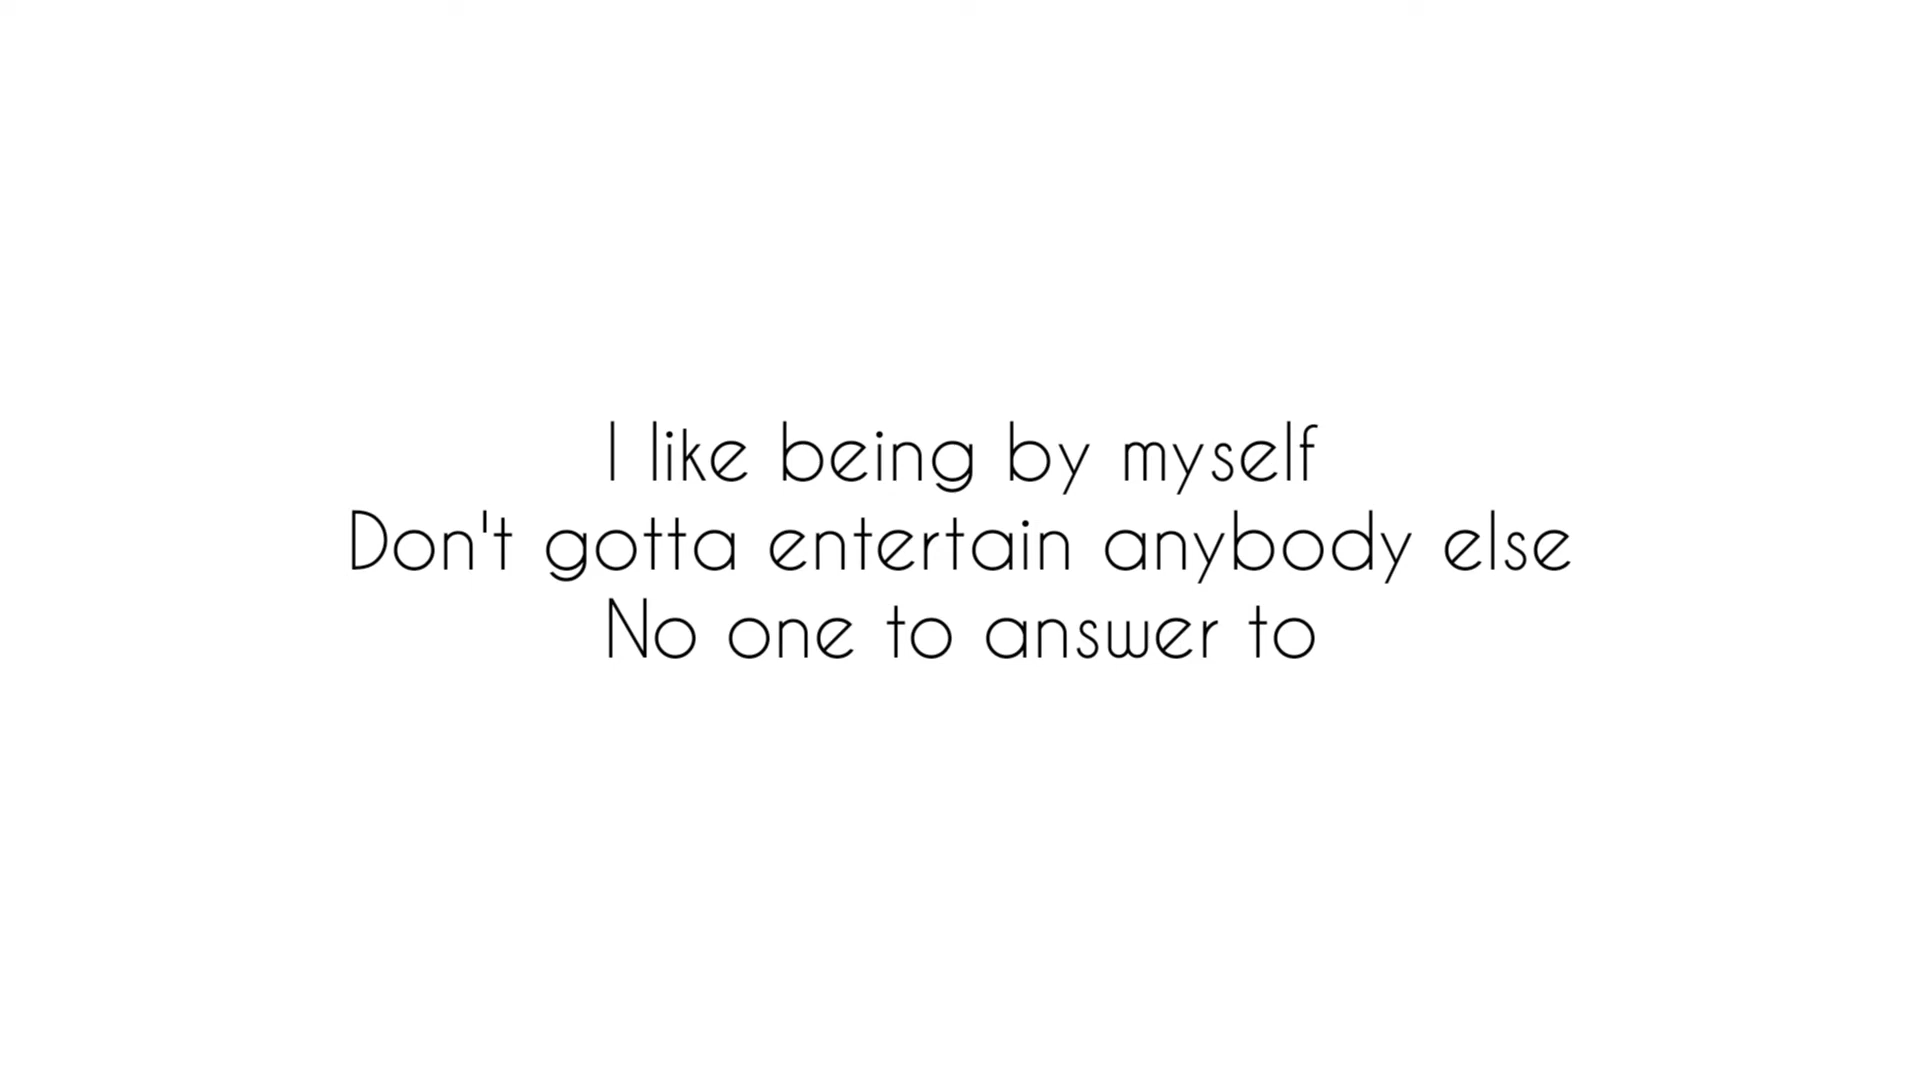 I like being by myself
Don't gotta entertain anybody else
No one to answer to